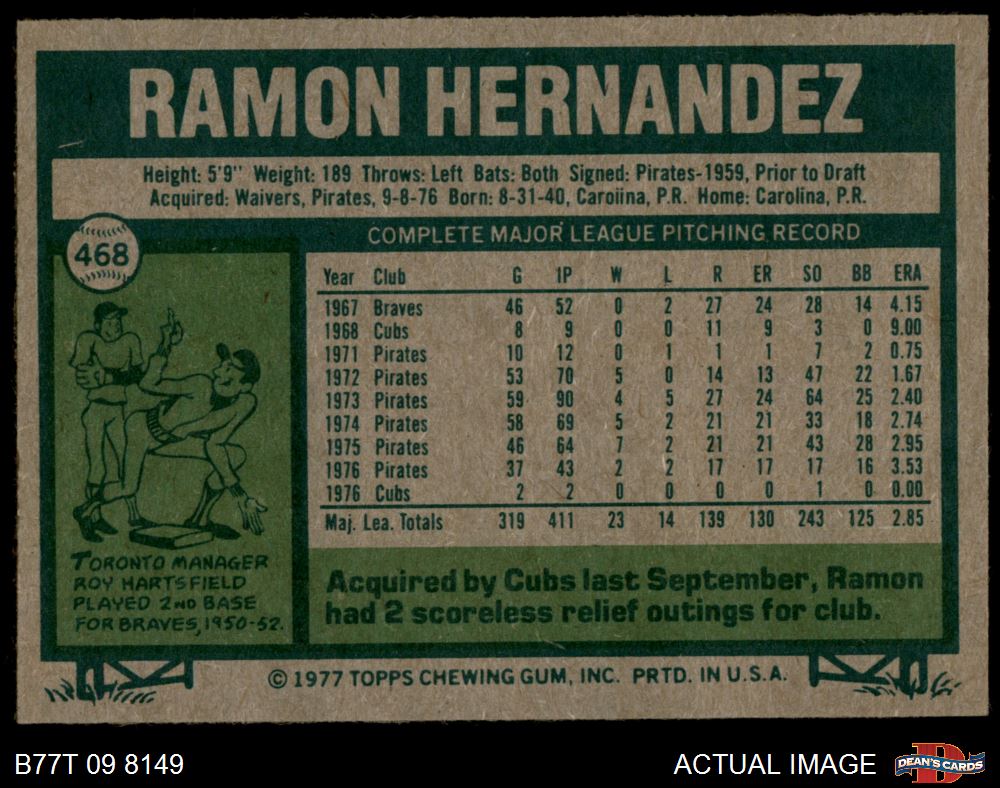 RAMON HERNANDEZ
Height: 5'9" Weight: 189 Throws: Left Bats: Both Signed: Pirates-1959, Prior to Draft
Acquired: Waivers, Pirates, 9-8-76 Born: 8-31-40, Carolina, P.R. Home: Carolina, P.R.
468
COMPLETE MAJOR LEAGUE PITCHING RECORD
Year Club G IP W L R ER SO BB ERA
1967 Braves 46 52 0 2 27 24 28 14 4.15
1968 Cubs 8 9 0 0 11 9 3 0 9.00
1971 Pirates 10 12 0 1 1 1 7 2 0.75
1972 Pirates 53 70 5 0 14 13 47 22 1.67
1973 Pirates 59 90 4 5 27 24 64 25 2.40
1974 Pirates 58 69 5 2 21 21 33 18 2.74
1975 Pirates 46 64 7 2 21 21 43 28 2.95
1976 Pirates 37 43 2 2 17 17 17 16 3.53
1976 Cubs 2 2 0 0 0 0 1 0 0.00
Maj. Lea. Totals 319 411 23 14 139 130 243 125 2.85
TORONTO MANAGER
ROY HARTSFIELD
PLAYED 2ND BASE
FOR BRAVES, 1950-52.
Acquired by Cubs last September, Ramon
had 2 scoreless relief outings for club.
© 1977 TOPPS CHEWING GUM, INC. PRTD. IN U.S.A.
B77T 09 8149
ACTUAL IMAGE
D
DEAN'S CARDS